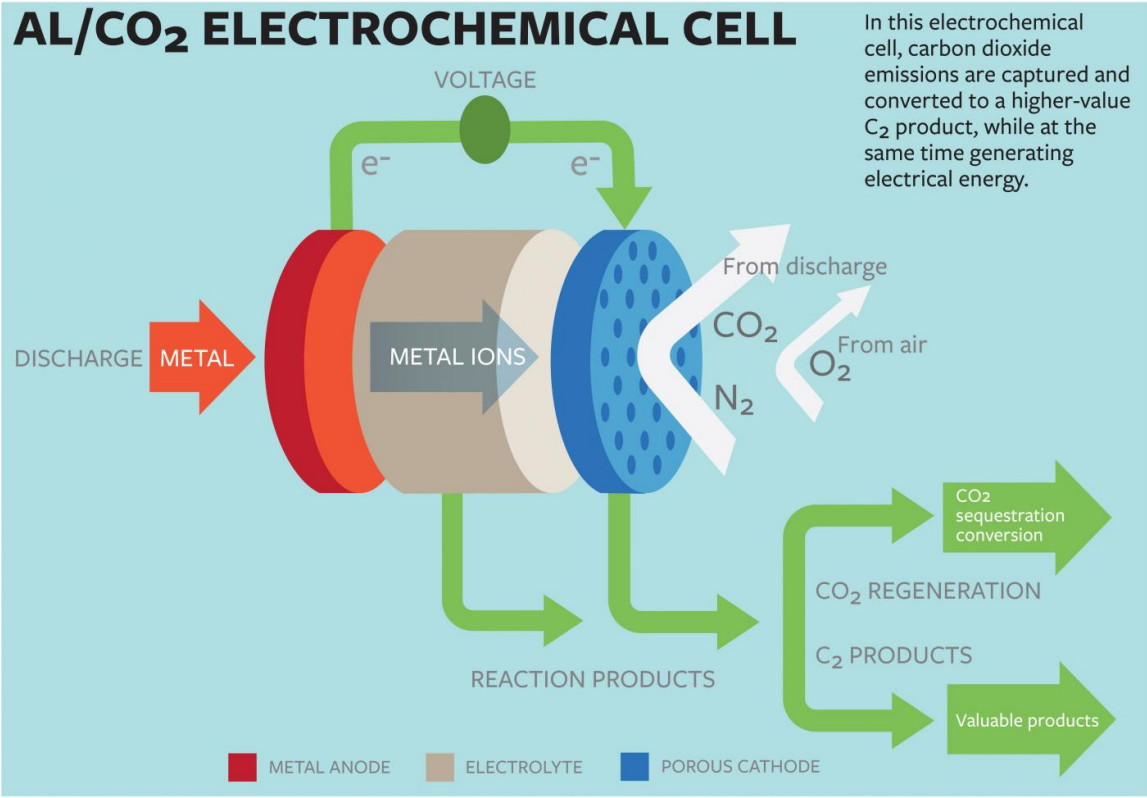 AL/CO₂ ELECTROCHEMICAL CELL
In this electrochemical
cell, carbon dioxide
emissions are captured and
converted to a higher-value
C₂ product, while at the
same time generating
electrical energy.
VOLTAGE
e⁻
e⁻
From discharge
CO₂
From air
O₂
N₂
DISCHARGE
METAL
METAL IONS
CO₂
sequestration
conversion
CO₂ REGENERATION
C₂ PRODUCTS
REACTION PRODUCTS
Valuable products
METAL ANODE
ELECTROLYTE
POROUS CATHODE